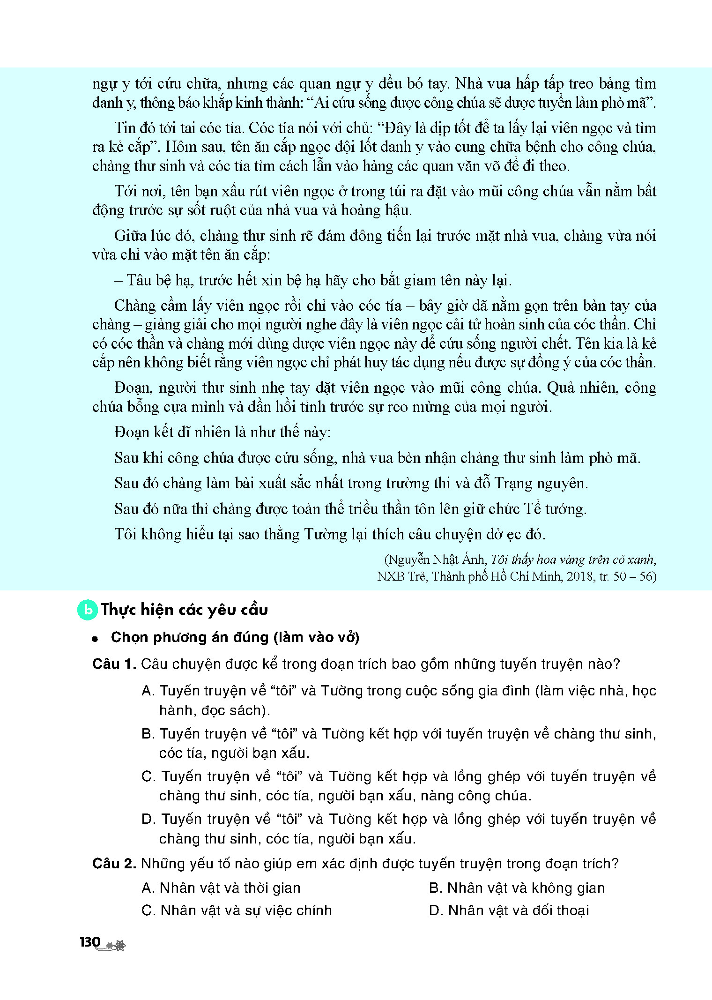 ngự y tới cứu chữa, nhưng các quan ngự y đều bó tay. Nhà vua hấp tấp treo bảng tìm
danh y, thông báo khắp kinh thành: “Ai cứu sống được công chúa sẽ được tuyển làm phò mã”.
Tin đó tới tai cóc tía. Cóc tía nói với chủ: “Đây là dịp tốt để ta lấy lại viên ngọc và tìm
ra kẻ cắp”. Hôm sau, tên ăn cắp ngọc đội lốt danh y vào cung chữa bệnh cho công chúa,
chàng thư sinh và cóc tía tìm cách lẫn vào hàng các quan văn võ để đi theo.
Tới nơi, tên bạn xấu rút viên ngọc ở trong túi ra đặt vào mũi công chúa vẫn nằm bất
động trước sự sốt ruột của nhà vua và hoàng hậu.
Giữa lúc đó, chàng thư sinh rẽ đám đông tiến lại trước mặt nhà vua, chàng vừa nói
vừa chỉ vào mặt tên ăn cắp:
– Tâu bệ hạ, trước hết xin bệ hạ hãy cho bắt giam tên này lại.
Chàng cầm lấy viên ngọc rồi chỉ vào cóc tía – bây giờ đã nằm gọn trên bàn tay của
chàng – giảng giải cho mọi người nghe đây là viên ngọc cải tử hoàn sinh của cóc thần. Chỉ
có cóc thần và chàng mới dùng được viên ngọc này để cứu sống người chết. Tên kia là kẻ
cắp nên không biết rằng viên ngọc chỉ phát huy tác dụng nếu được sự đồng ý của cóc thần.
Đoạn, người thư sinh nhẹ tay đặt viên ngọc vào mũi công chúa. Quả nhiên, công
chúa bỗng cựa mình và dần hồi tỉnh trước sự reo mừng của mọi người.
Đoạn kết dĩ nhiên là như thế này:
Sau khi công chúa được cứu sống, nhà vua bèn nhận chàng thư sinh làm phò mã.
Sau đó chàng làm bài xuất sắc nhất trong trường thi và đỗ Trạng nguyên.
Sau đó nữa thì chàng được toàn thể triều thần tôn lên giữ chức Tể tướng.
Tôi không hiểu tại sao thằng Tường lại thích câu chuyện dở ẹc đó.
(Nguyễn Nhật Ánh, Tôi thấy hoa vàng trên cỏ xanh,
NXB Trẻ, Thành phố Hồ Chí Minh, 2018, tr. 50 – 56)
b Thực hiện các yêu cầu
● Chọn phương án đúng (làm vào vở)
Câu 1. Câu chuyện được kể trong đoạn trích bao gồm những tuyến truyện nào?
A. Tuyến truyện về “tôi” và Tường trong cuộc sống gia đình (làm việc nhà, học
hành, đọc sách).
B. Tuyến truyện về “tôi” và Tường kết hợp với tuyến truyện về chàng thư sinh,
cóc tía, người bạn xấu.
C. Tuyến truyện về “tôi” và Tường kết hợp và lồng ghép với tuyến truyện về
chàng thư sinh, cóc tía, người bạn xấu, nàng công chúa.
D. Tuyến truyện về “tôi” và Tường kết hợp và lồng ghép với tuyến truyện về
chàng thư sinh, cóc tía, người bạn xấu.
Câu 2. Những yếu tố nào giúp em xác định được tuyến truyện trong đoạn trích?
A. Nhân vật và thời gian B. Nhân vật và không gian
C. Nhân vật và sự việc chính D. Nhân vật và đối thoại
130